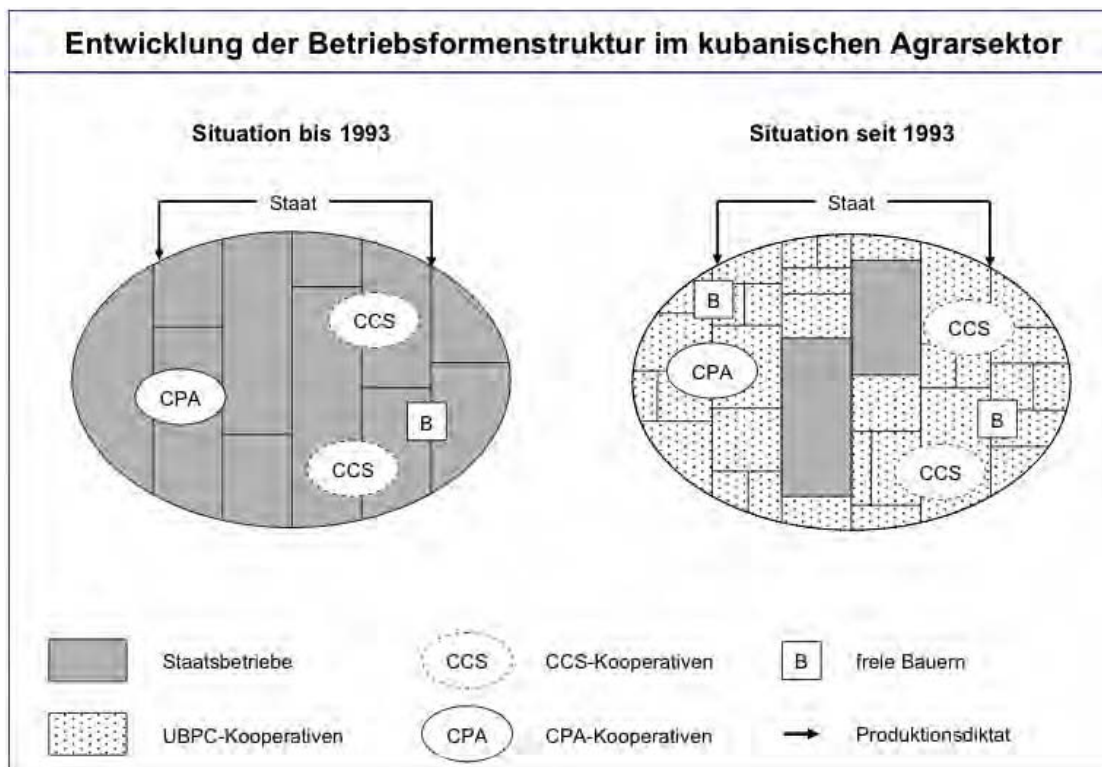 Entwicklung der Betriebsformenstruktur im kubanischen Agrarsektor
Situation bis 1993
Situation seit 1993
Staat
Staat
CCS
CPA
B
CCS
B
CCS
CPA
B
CCS
Staatsbetriebe
CCS
CCS-Kooperativen
B
freie Bauern
UBPC-Kooperativen
CPA
CPA-Kooperativen
Produktionsdiktat